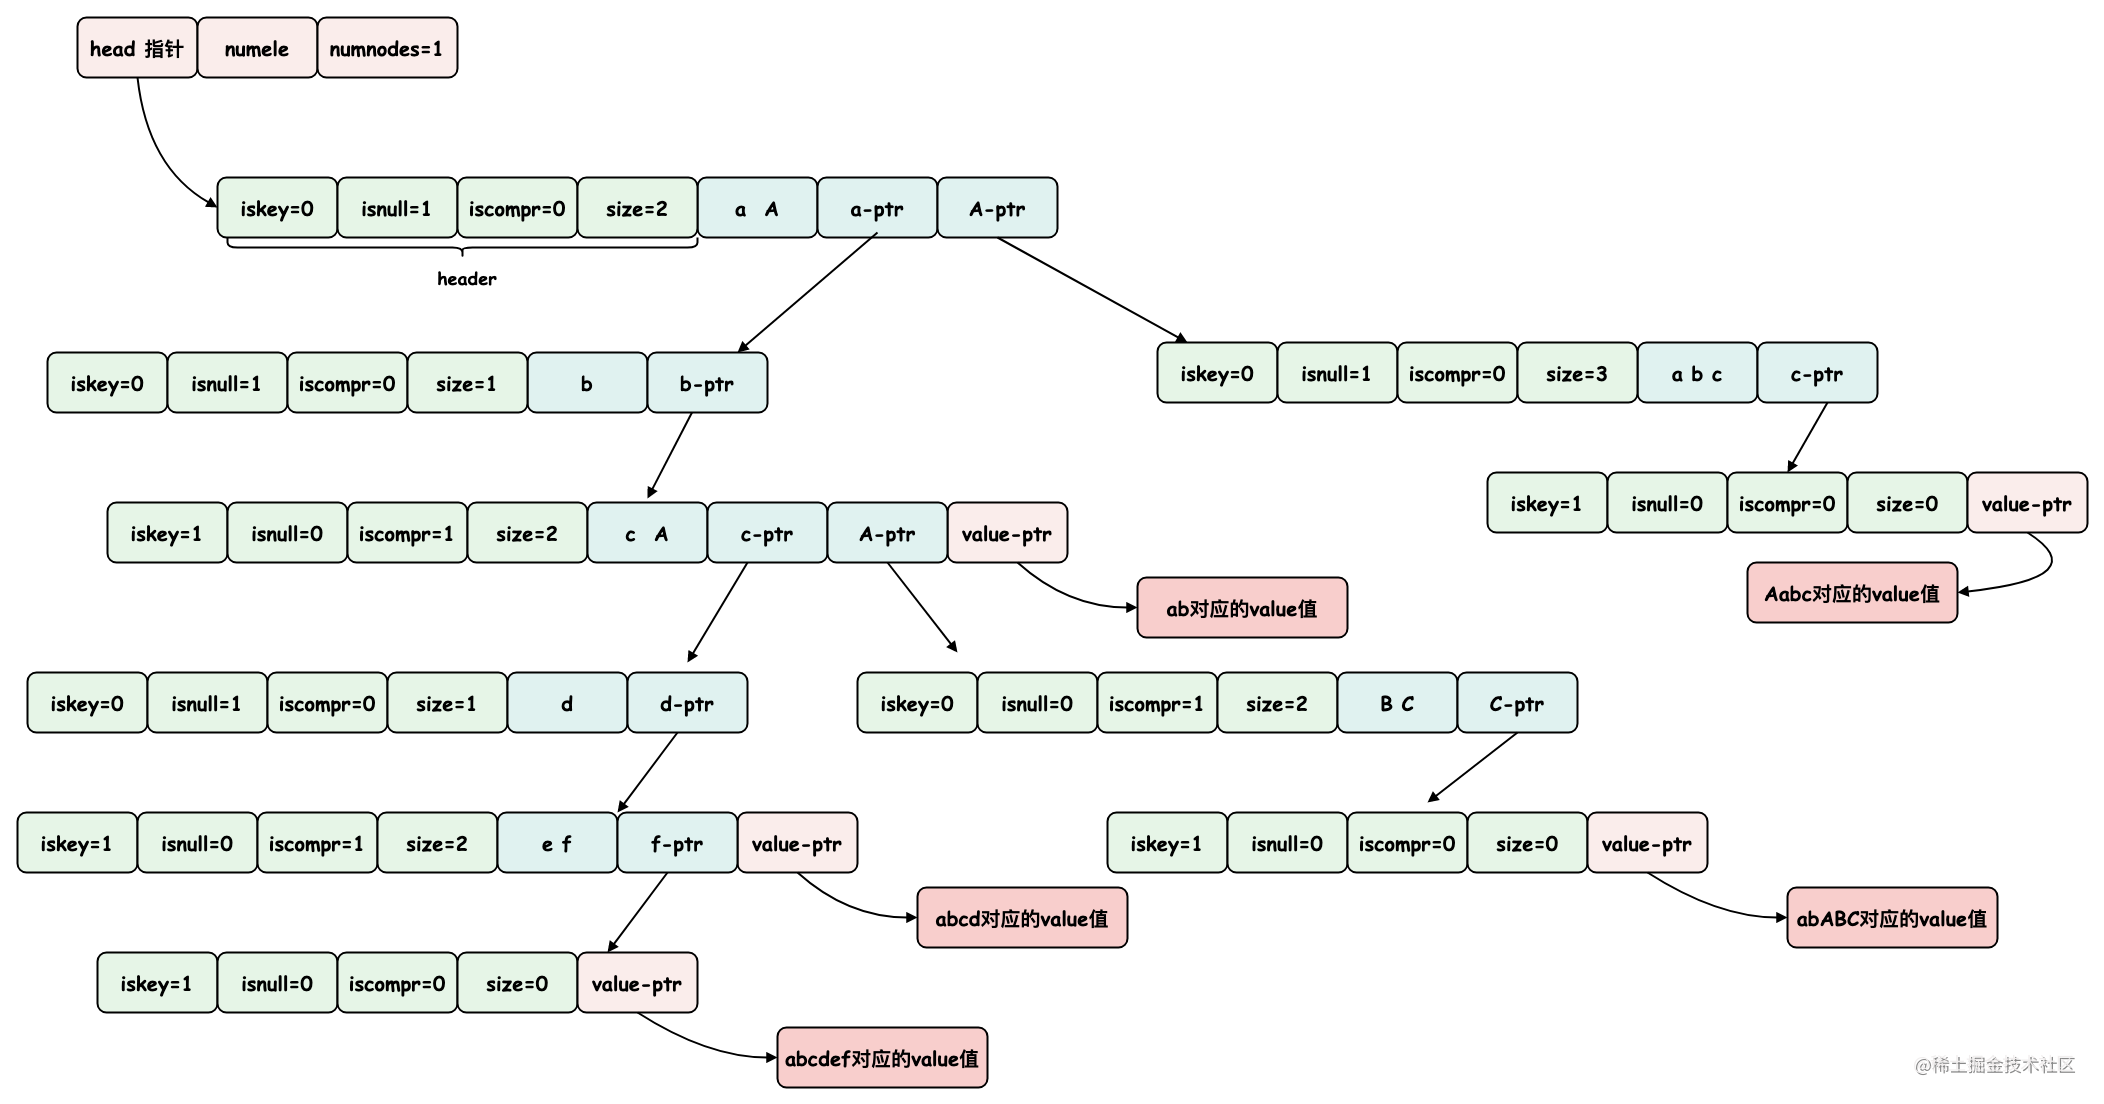 head 指针 numele numnodes=1
iskey=0 isnull=1 iscompr=0 size=2 a A a-ptr A-ptr
header
iskey=0 isnull=1 iscompr=0 size=1 b b-ptr
iskey=0 isnull=1 iscompr=0 size=3 a b c c-ptr
iskey=1 isnull=0 iscompr=0 size=0 value-ptr
iskey=1 isnull=0 iscompr=1 size=2 c A c-ptr A-ptr value-ptr
Aabc对应的value值
ab对应的value值
iskey=0 isnull=1 iscompr=0 size=1 d d-ptr
iskey=0 isnull=0 iscompr=1 size=2 B C C-ptr
iskey=1 isnull=0 iscompr=1 size=2 e f f-ptr value-ptr
iskey=1 isnull=0 iscompr=0 size=0 value-ptr
abcd对应的value值
abABC对应的value值
iskey=1 isnull=0 iscompr=0 size=0 value-ptr
abcdef对应的value值
@稀土掘金技术社区